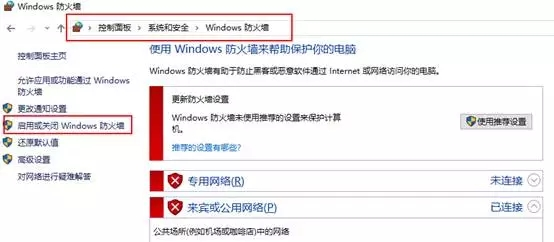 Windows 防火墙
控制面板 > 系统和安全 > Windows 防火墙
控制面板主页
允许应用或功能通过 Windows
防火墙
更改通知设置
启用或关闭 Windows 防火墙
还原默认值
高级设置
对网络进行疑难解答
使用 Windows 防火墙来帮助保护你的电脑
Windows 防火墙有助于防止黑客或恶意软件通过 Internet 或网络访问你的电脑。
更新防火墙设置
Windows 防火墙未使用推荐的设置来保护计算
机。
使用推荐设置
推荐的设置有哪些?
专用网络(R) 未连接
来宾或公用网络(P) 已连接
公共场所(例如机场或咖啡店)中的网络